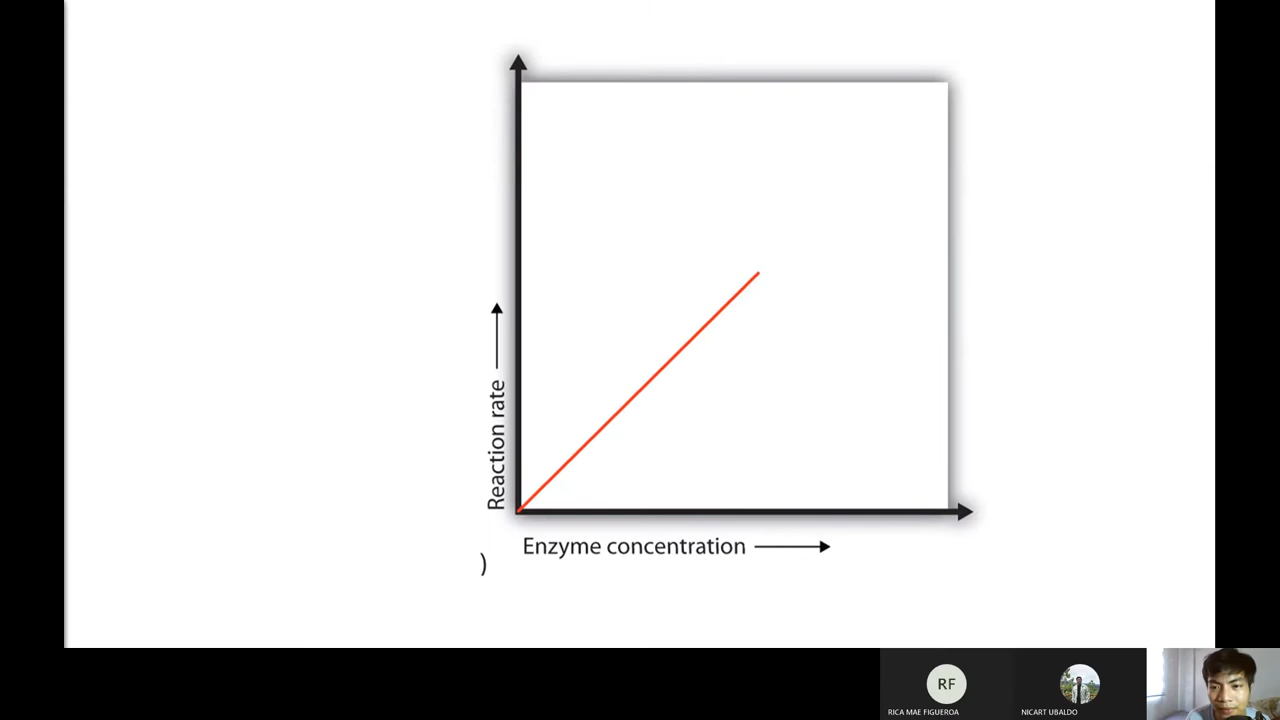 Reaction rate
Enzyme concentration
)
RF
RICA MAE FIGUEROA
NICART UBALDO